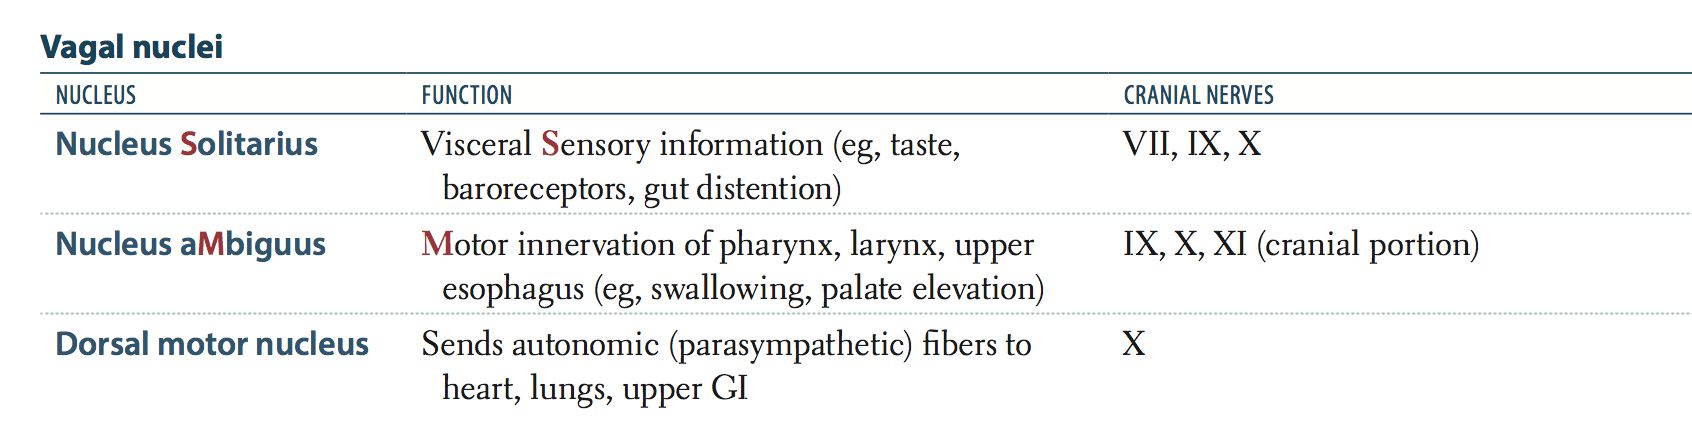 Vagal nuclei
NUCLEUS FUNCTION CRANIAL NERVES
Nucleus Solitarius Visceral Sensory information (eg, taste, VII, IX, X
baroreceptors, gut distention)
Nucleus aMbiguus Motor innervation of pharynx, larynx, upper IX, X, XI (cranial portion)
esophagus (eg, swallowing, palate elevation)
Dorsal motor nucleus Sends autonomic (parasympathetic) fibers to X
heart, lungs, upper GI